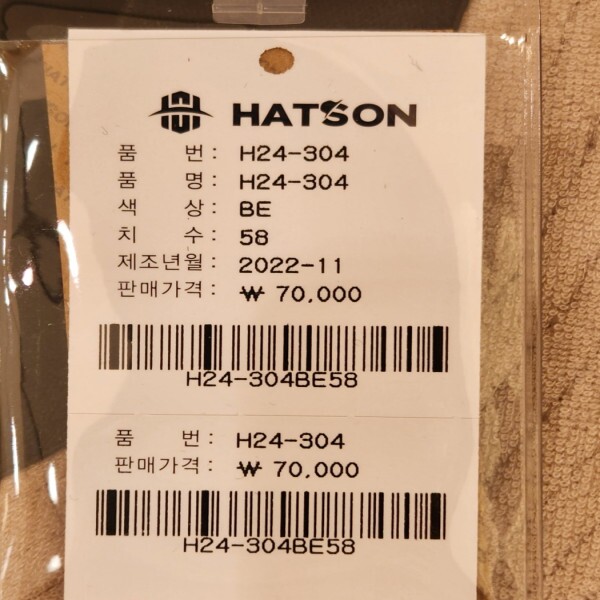 HATSON
품 번: H24-304
품 명: H24-304
색 상: BE
치 수: 58
제조년월: 2022-11
판매가격: ₩ 70,000
H24-304BE58
품 번: H24-304
판매가격: ₩ 70,000
H24-304BE58